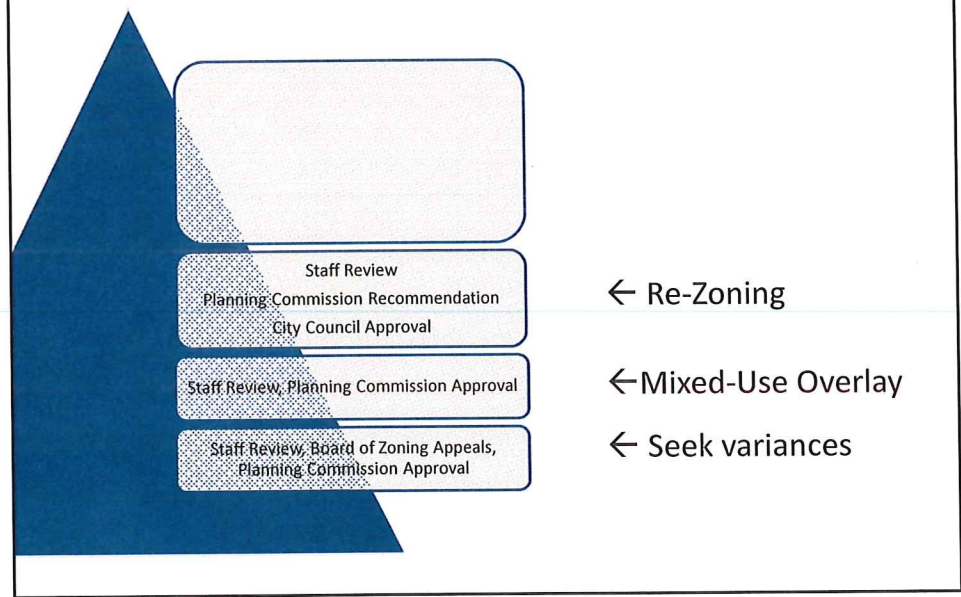 Staff Review
Planning Commission Recommendation
City Council Approval
← Re-Zoning
Staff Review, Planning Commission Approval
←Mixed-Use Overlay
Staff Review, Board of Zoning Appeals,
Planning Commission Approval
← Seek variances